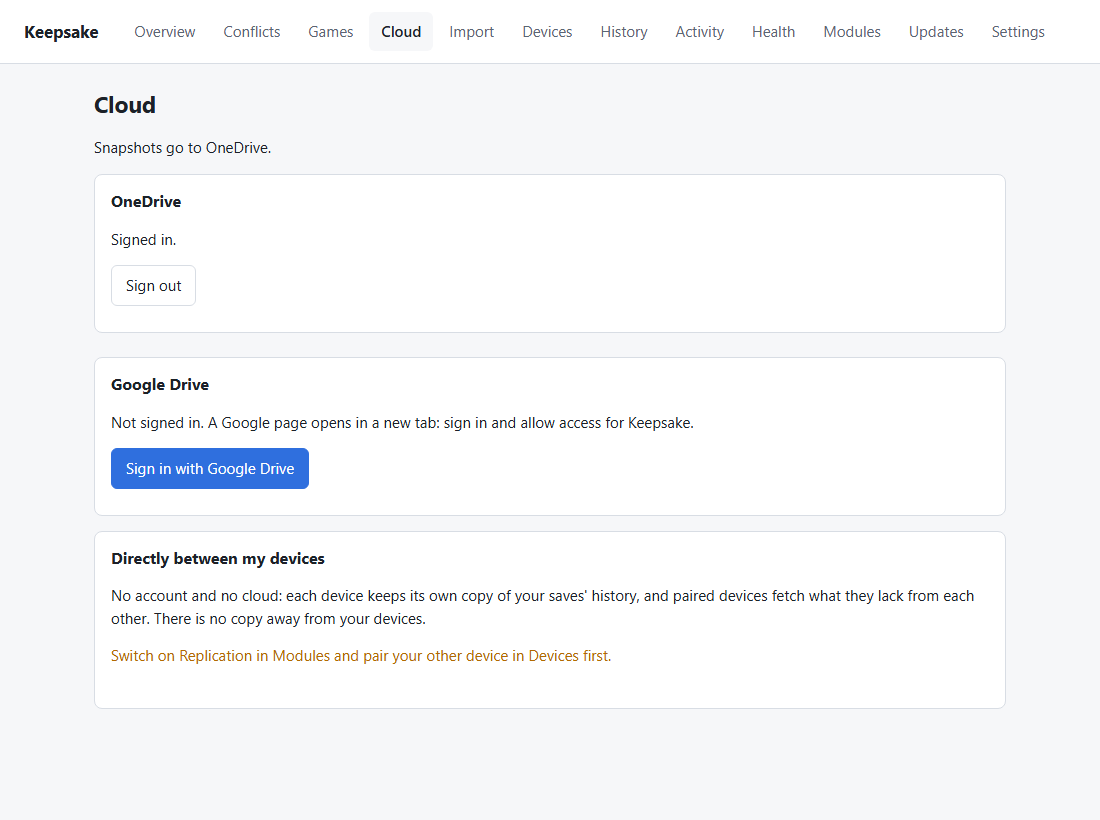 Keepsake Overview Conflicts Games Cloud Import Devices History Activity Health Modules Updates Settings
Cloud
Snapshots go to OneDrive.
OneDrive
Signed in.
Sign out
Google Drive
Not signed in. A Google page opens in a new tab: sign in and allow access for Keepsake.
Sign in with Google Drive
Directly between my devices
No account and no cloud: each device keeps its own copy of your saves' history, and paired devices fetch what they lack from each
other. There is no copy away from your devices.
Switch on Replication in Modules and pair your other device in Devices first.